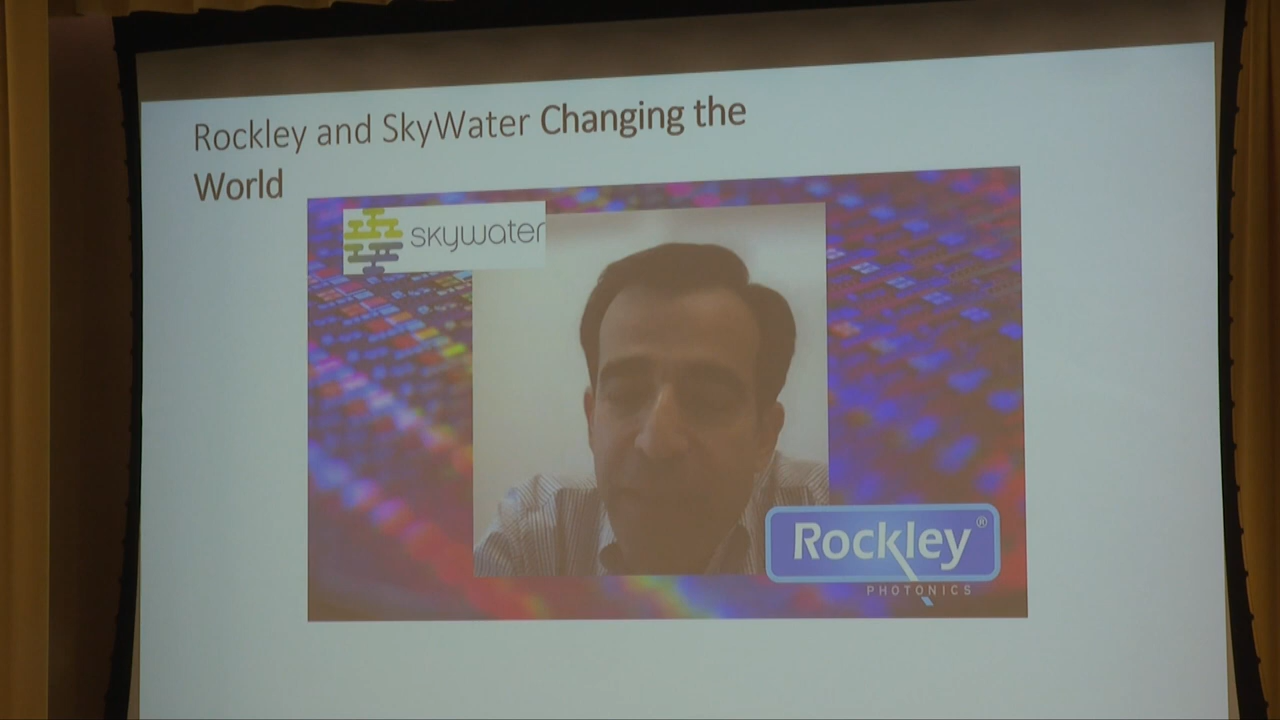 Rockley and SkyWater Changing the
World
skywater
Rockley®
PHOTONICS